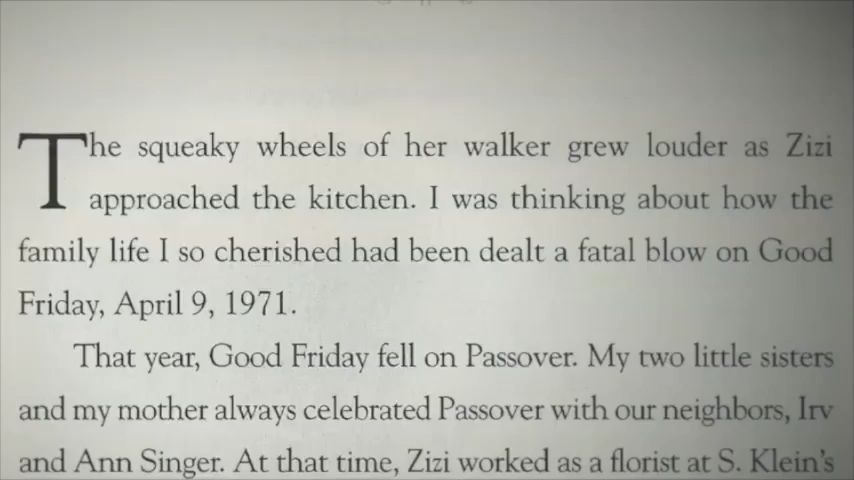 The squeaky wheels of her walker grew louder as Zizi
approached the kitchen. I was thinking about how the
family life I so cherished had been dealt a fatal blow on Good
Friday, April 9, 1971.
That year, Good Friday fell on Passover. My two little sisters
and my mother always celebrated Passover with our neighbors, Irv
and Ann Singer. At that time, Zizi worked as a florist at S. Klein’s